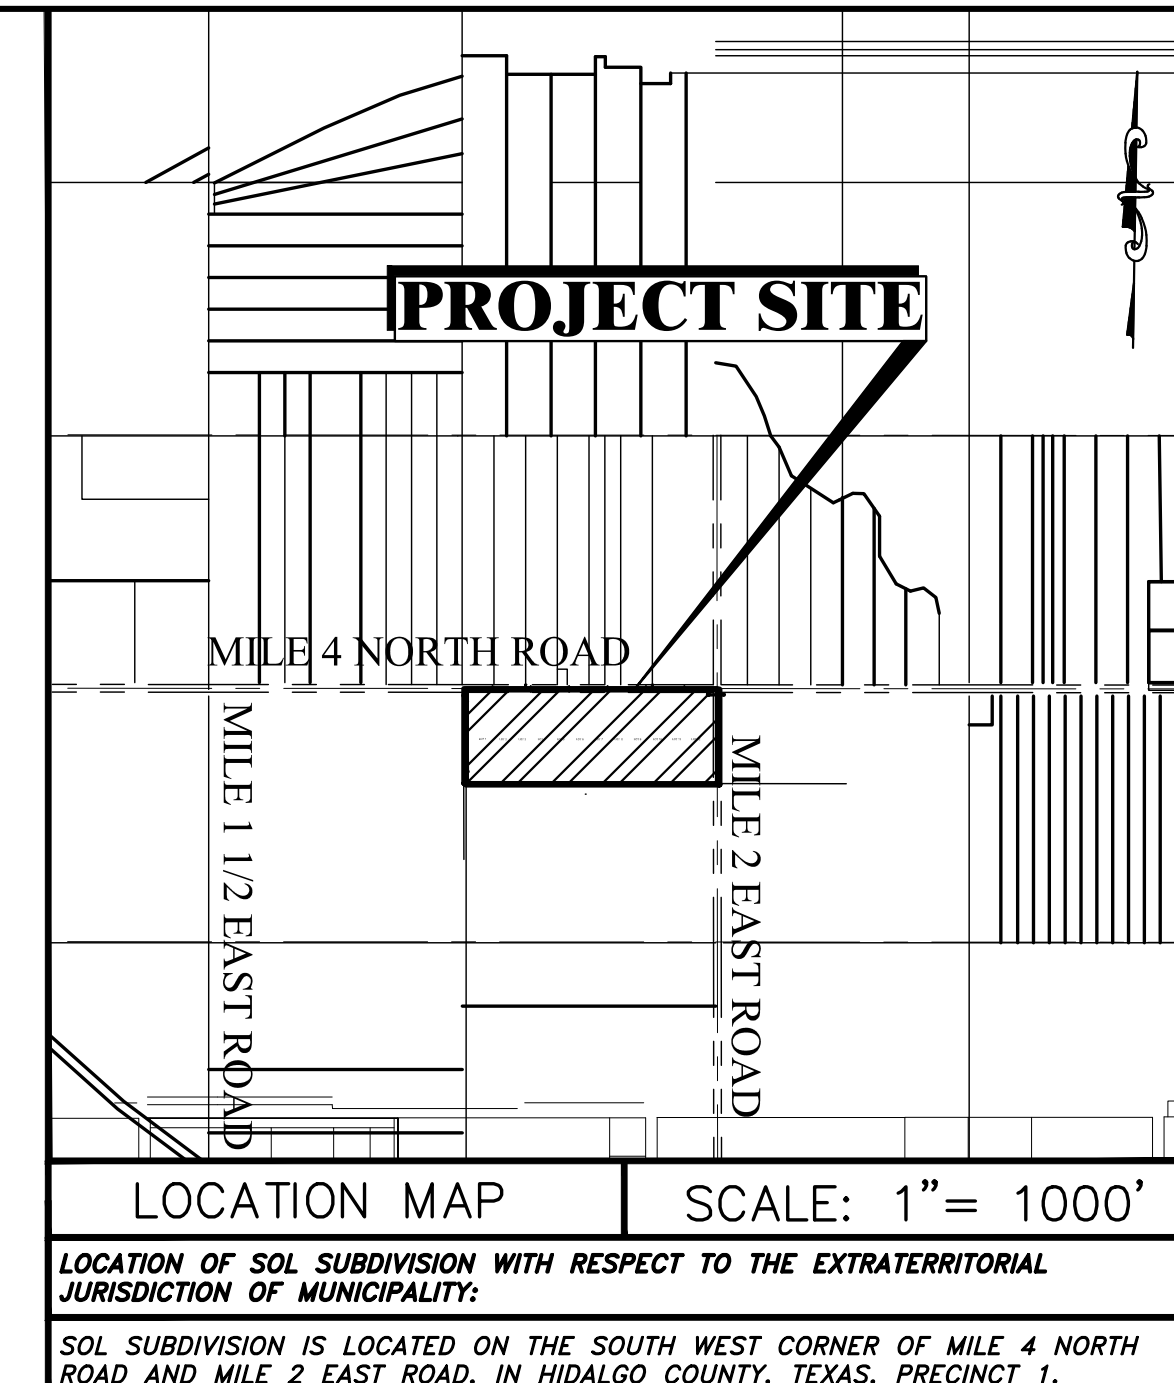 PROJECT SITE
MILE 4 NORTH ROAD
MILE 1 1/2 EAST ROAD
MILE 2 EAST ROAD
LOCATION MAP
SCALE: 1”= 1000’
LOCATION OF SOL SUBDIVISION WITH RESPECT TO THE EXTRATERRITORIAL
JURISDICTION OF MUNICIPALITY:
SOL SUBDIVISION IS LOCATED ON THE SOUTH WEST CORNER OF MILE 4 NORTH
ROAD AND MILE 2 EAST ROAD, IN HIDALGO COUNTY, TEXAS, PRECINCT 1.